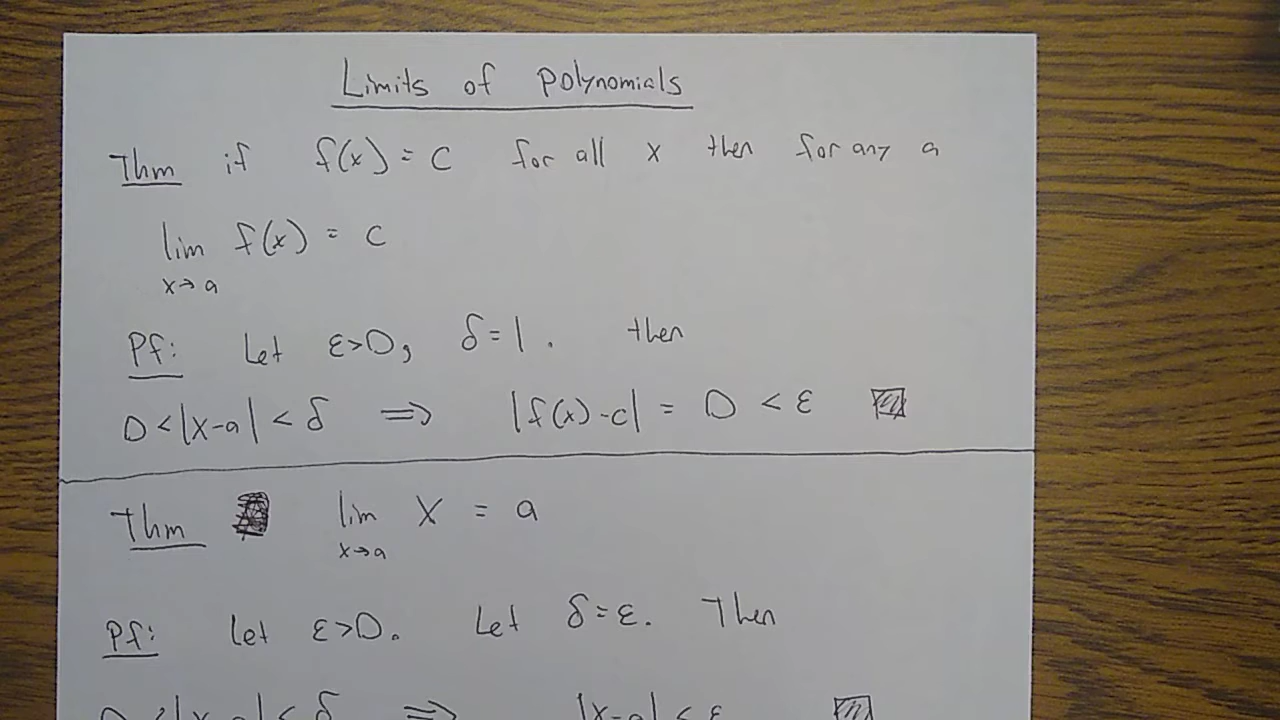 Limits of Polynomials
Thm if f(x) = c for all x then for any a
lim f(x) = c
x→a
Pf: Let ε>0, δ=1. then
0<|x-a|<δ ⟹ |f(x)-c| = 0 < ε
Thm lim x = a
x→a
Pf: Let ε>0. Let δ=ε. Then
0<|x-a|<δ ⟹ |x-a|<ε